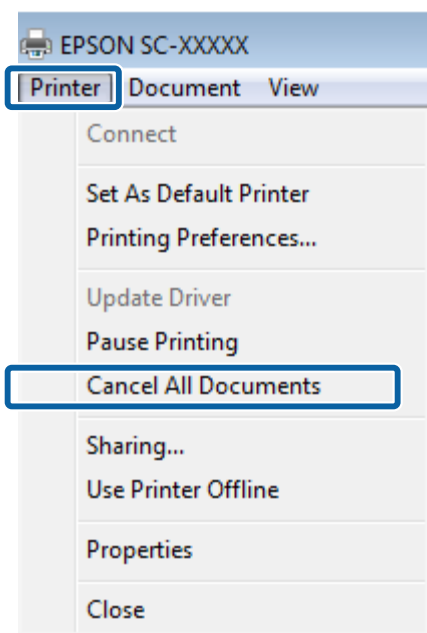 EPSON SC-XXXXX
Printer Document View
Connect
Set As Default Printer
Printing Preferences...
Update Driver
Pause Printing
Cancel All Documents
Sharing...
Use Printer Offline
Properties
Close